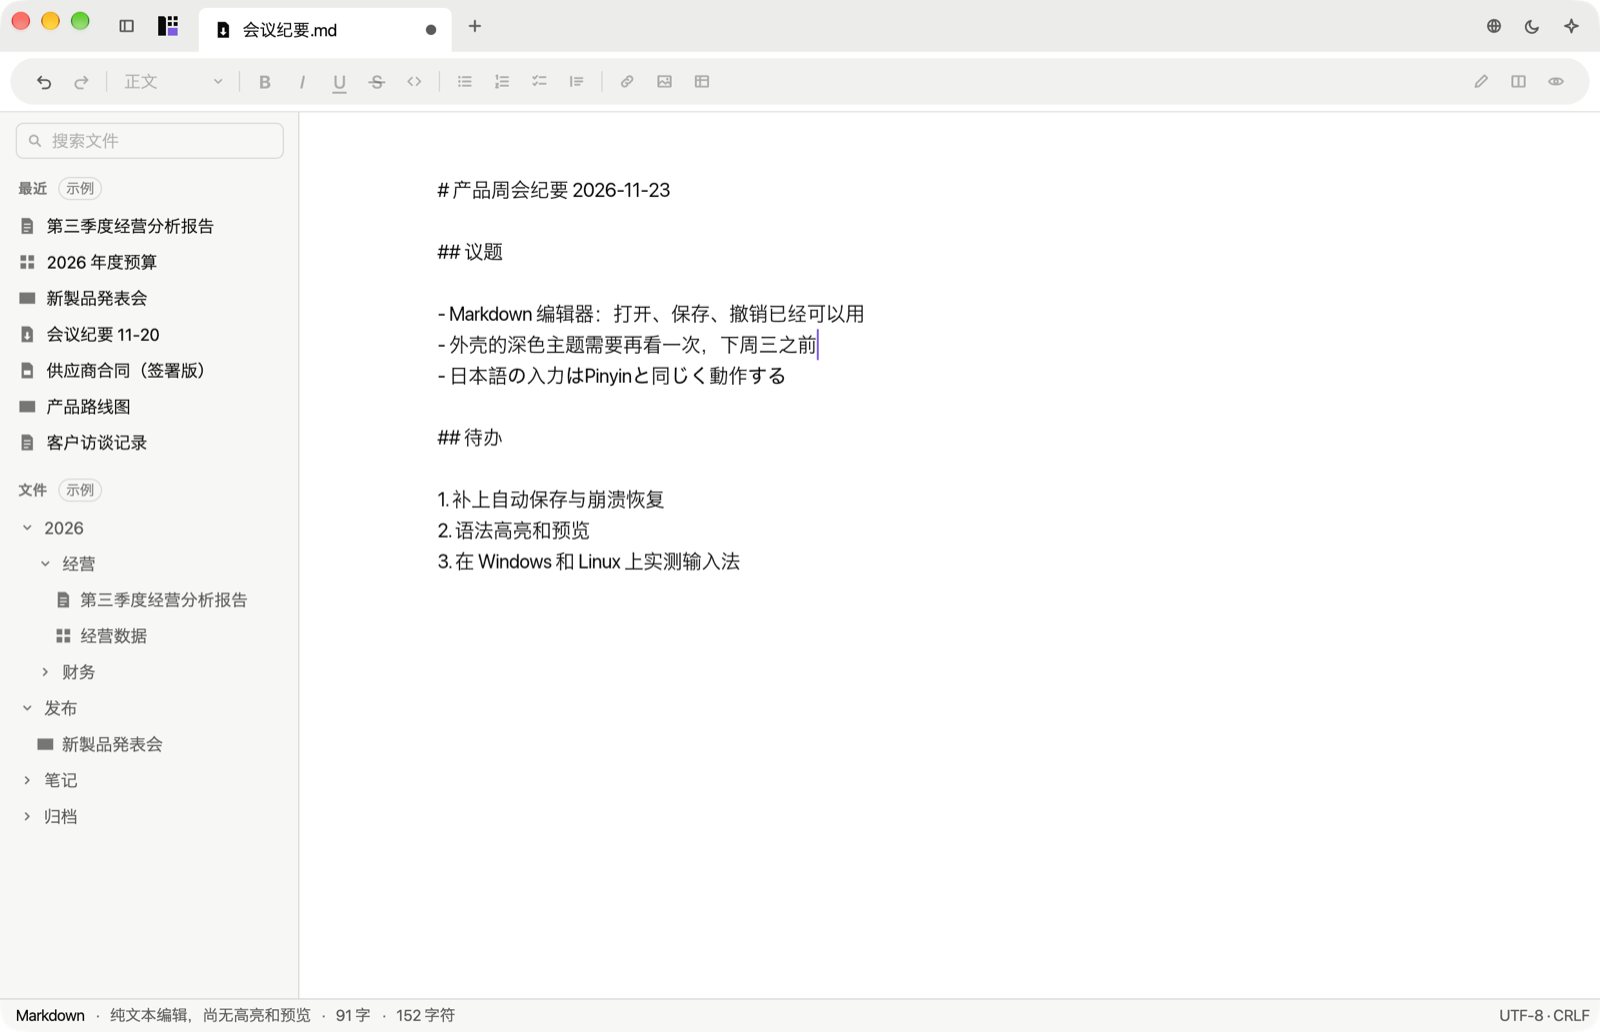 会议纪要.md
正文
搜索文件
最近 示例
第三季度经营分析报告
2026 年度预算
新製品発表会
会议纪要 11-20
供应商合同（签署版）
产品路线图
客户访谈记录
文件 示例
2026
经营
第三季度经营分析报告
经营数据
财务
发布
新製品発表会
笔记
归档
# 产品周会纪要 2026-11-23
## 议题
- Markdown 编辑器：打开、保存、撤销已经可以用
- 外壳的深色主题需要再看一次，下周三之前
- 日本語の入力はPinyinと同じく動作する
## 待办
1. 补上自动保存与崩溃恢复
2. 语法高亮和预览
3. 在 Windows 和 Linux 上实测输入法
Markdown · 纯文本编辑，尚无高亮和预览 · 91 字 · 152 字符
UTF-8 · CRLF